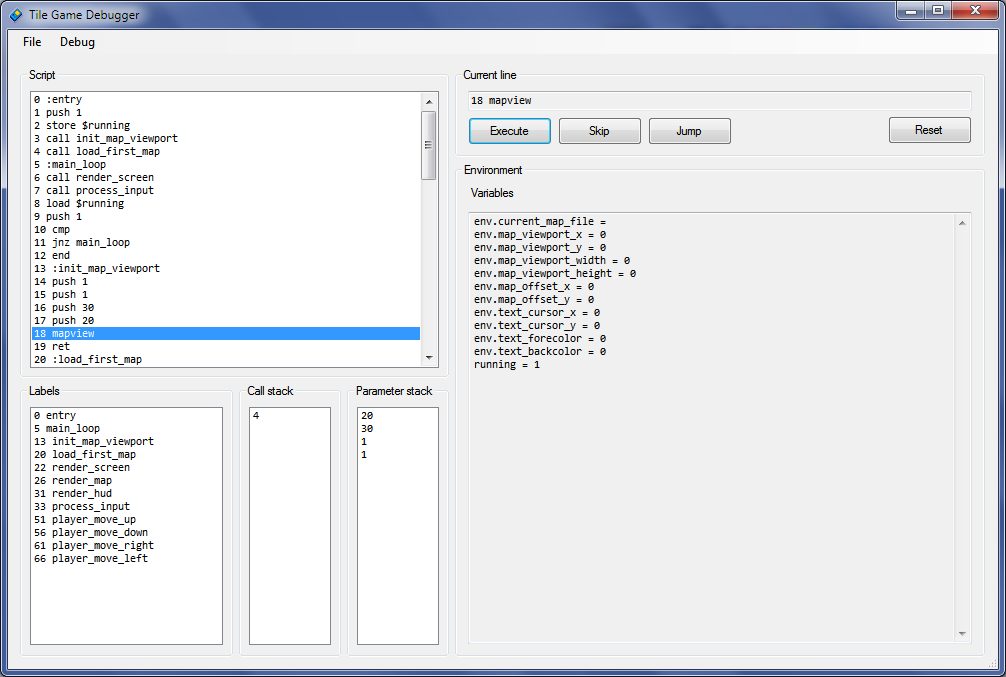 Tile Game Debugger
File Debug
Script
0 :entry
1 push 1
2 store $running
3 call init_map_viewport
4 call load_first_map
5 :main_loop
6 call render_screen
7 call process_input
8 load $running
9 push 1
10 cmp
11 jnz main_loop
12 end
13 :init_map_viewport
14 push 1
15 push 1
16 push 30
17 push 20
18 mapview
19 ret
20 :load_first_map
Labels
0 entry
5 main_loop
13 init_map_viewport
20 load_first_map
22 render_screen
26 render_map
31 render_hud
33 process_input
51 player_move_up
56 player_move_down
61 player_move_right
66 player_move_left
Call stack
4
Parameter stack
20
30
1
1
Current line
18 mapview
Execute Skip Jump Reset
Environment
Variables
env.current_map_file =
env.map_viewport_x = 0
env.map_viewport_y = 0
env.map_viewport_width = 0
env.map_viewport_height = 0
env.map_offset_x = 0
env.map_offset_y = 0
env.text_cursor_x = 0
env.text_cursor_y = 0
env.text_forecolor = 0
env.text_backcolor = 0
running = 1